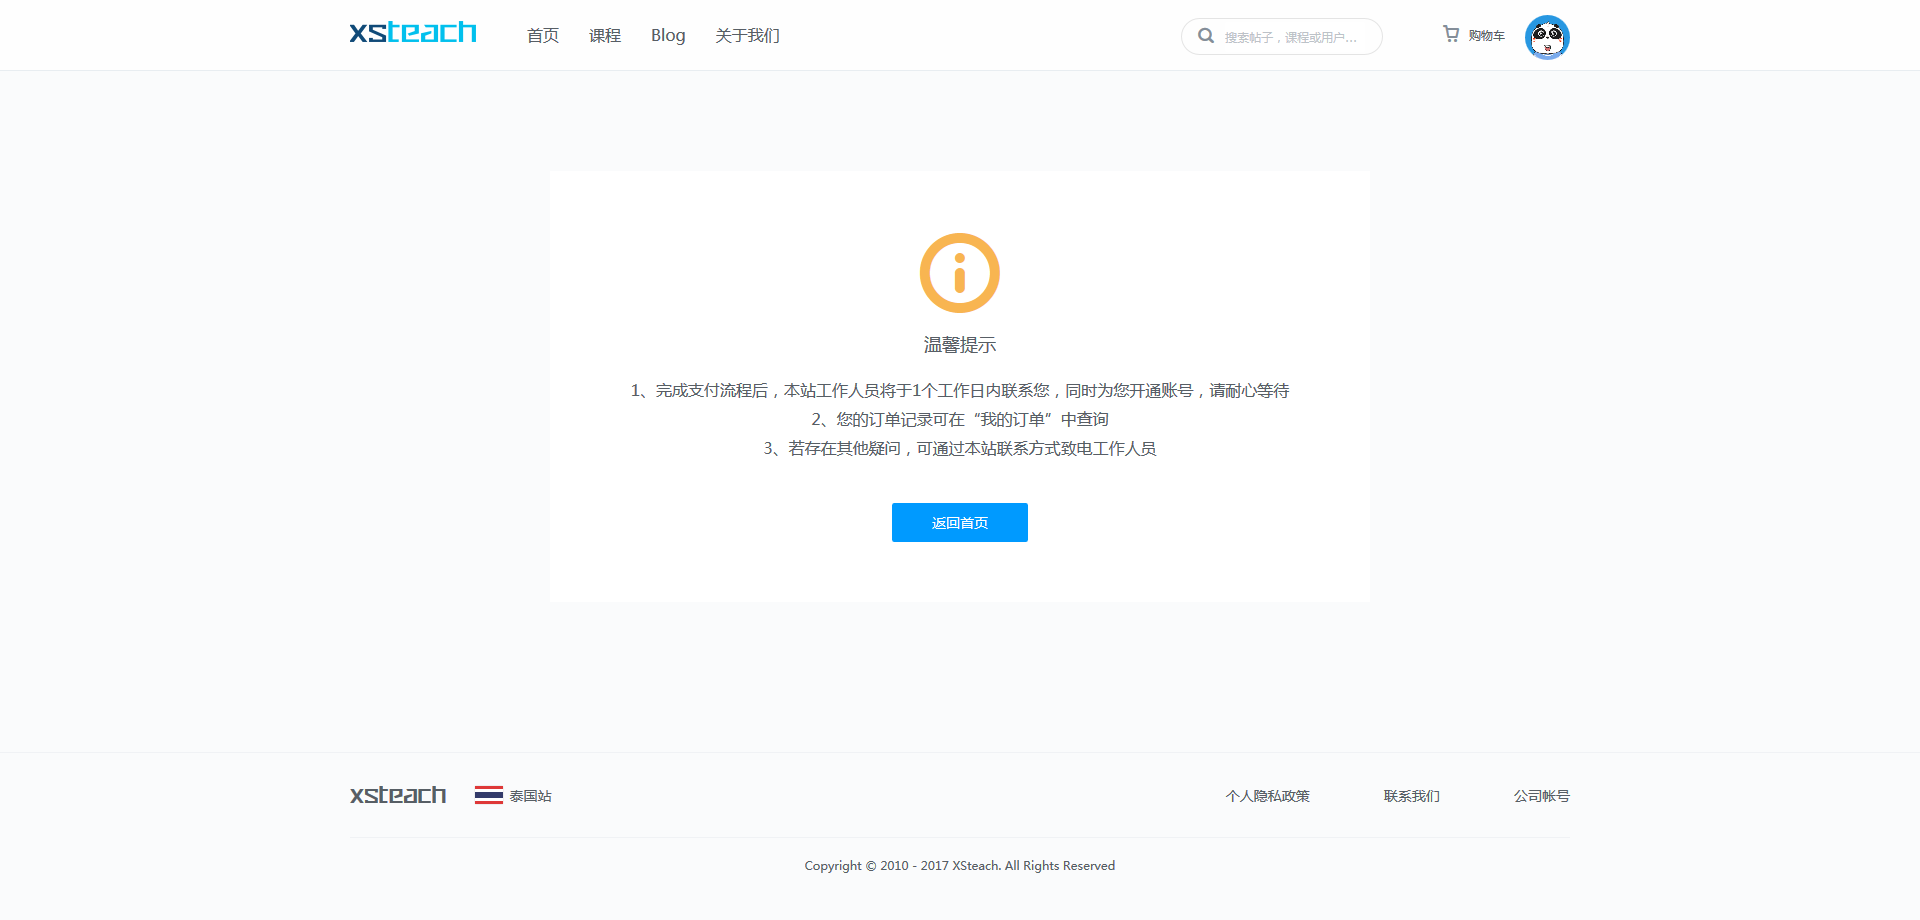 xsteach 首页 课程 Blog 关于我们 搜索帖子，课程或用户... 购物车
温馨提示
1、完成支付流程后，本站工作人员将于1个工作日内联系您，同时为您开通账号，请耐心等待
2、您的订单记录可在“我的订单”中查询
3、若存在其他疑问，可通过本站联系方式致电工作人员
返回首页
xsteach 泰国站 个人隐私政策 联系我们 公司帐号
Copyright © 2010 - 2017 XSteach. All Rights Reserved